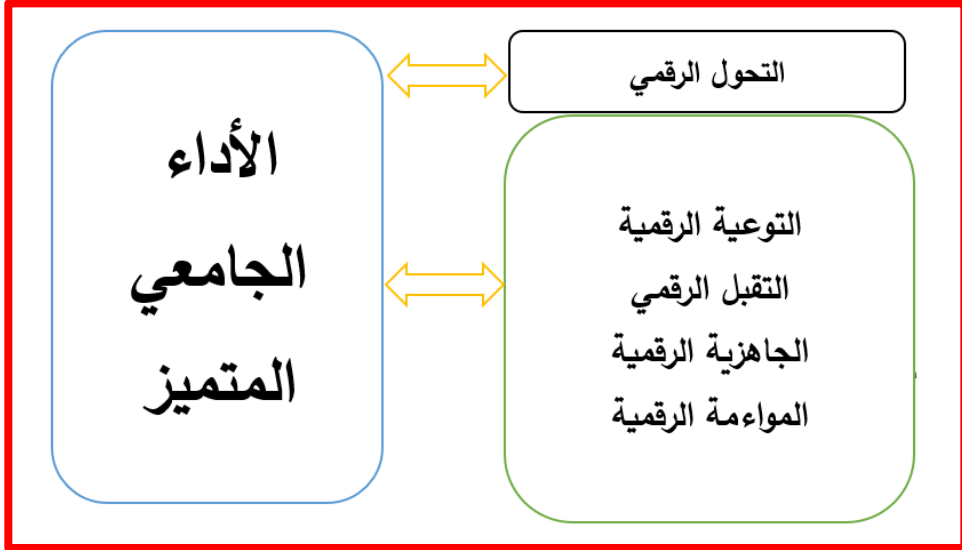 التحول الرقمي
التوعية الرقمية
التقبل الرقمي
الجاهزية الرقمية
المواءمة الرقمية
الأداء
الجامعي
المتميز